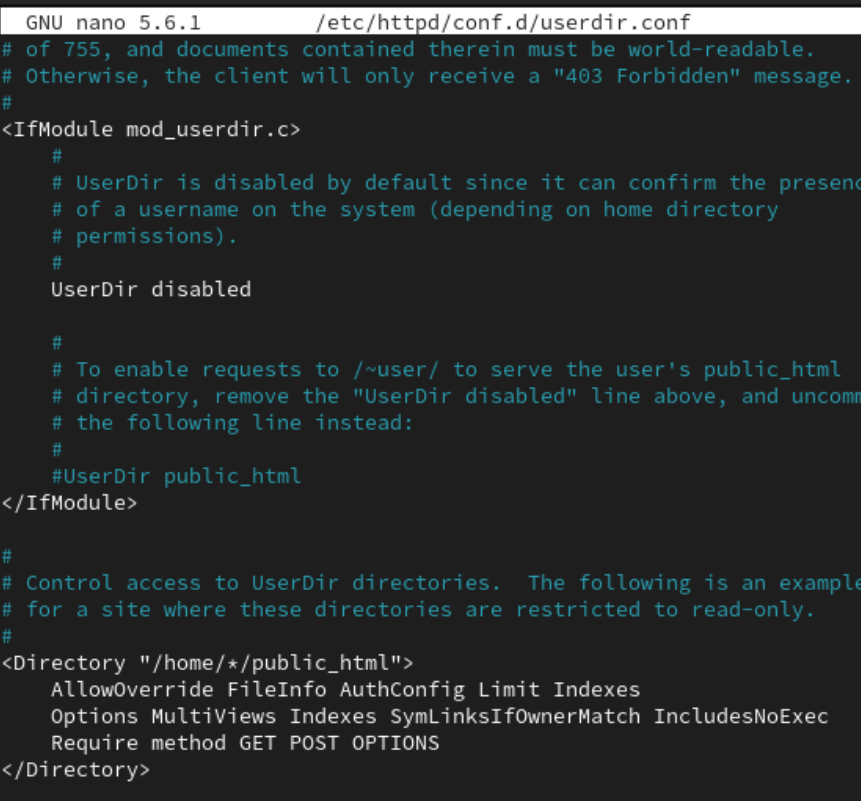 GNU nano 5.6.1 /etc/httpd/conf.d/userdir.conf
# of 755, and documents contained therein must be world-readable.
# Otherwise, the client will only receive a "403 Forbidden" message.
#
<IfModule mod_userdir.c>
    #
    # UserDir is disabled by default since it can confirm the presenc
    # of a username on the system (depending on home directory
    # permissions).
    #
    UserDir disabled

    #
    # To enable requests to /~user/ to serve the user's public_html
    # directory, remove the "UserDir disabled" line above, and uncomm
    # the following line instead:
    #
    #UserDir public_html
</IfModule>

#
# Control access to UserDir directories.  The following is an example
# for a site where these directories are restricted to read-only.
#
<Directory "/home/*/public_html">
    AllowOverride FileInfo AuthConfig Limit Indexes
    Options MultiViews Indexes SymLinksIfOwnerMatch IncludesNoExec
    Require method GET POST OPTIONS
</Directory>